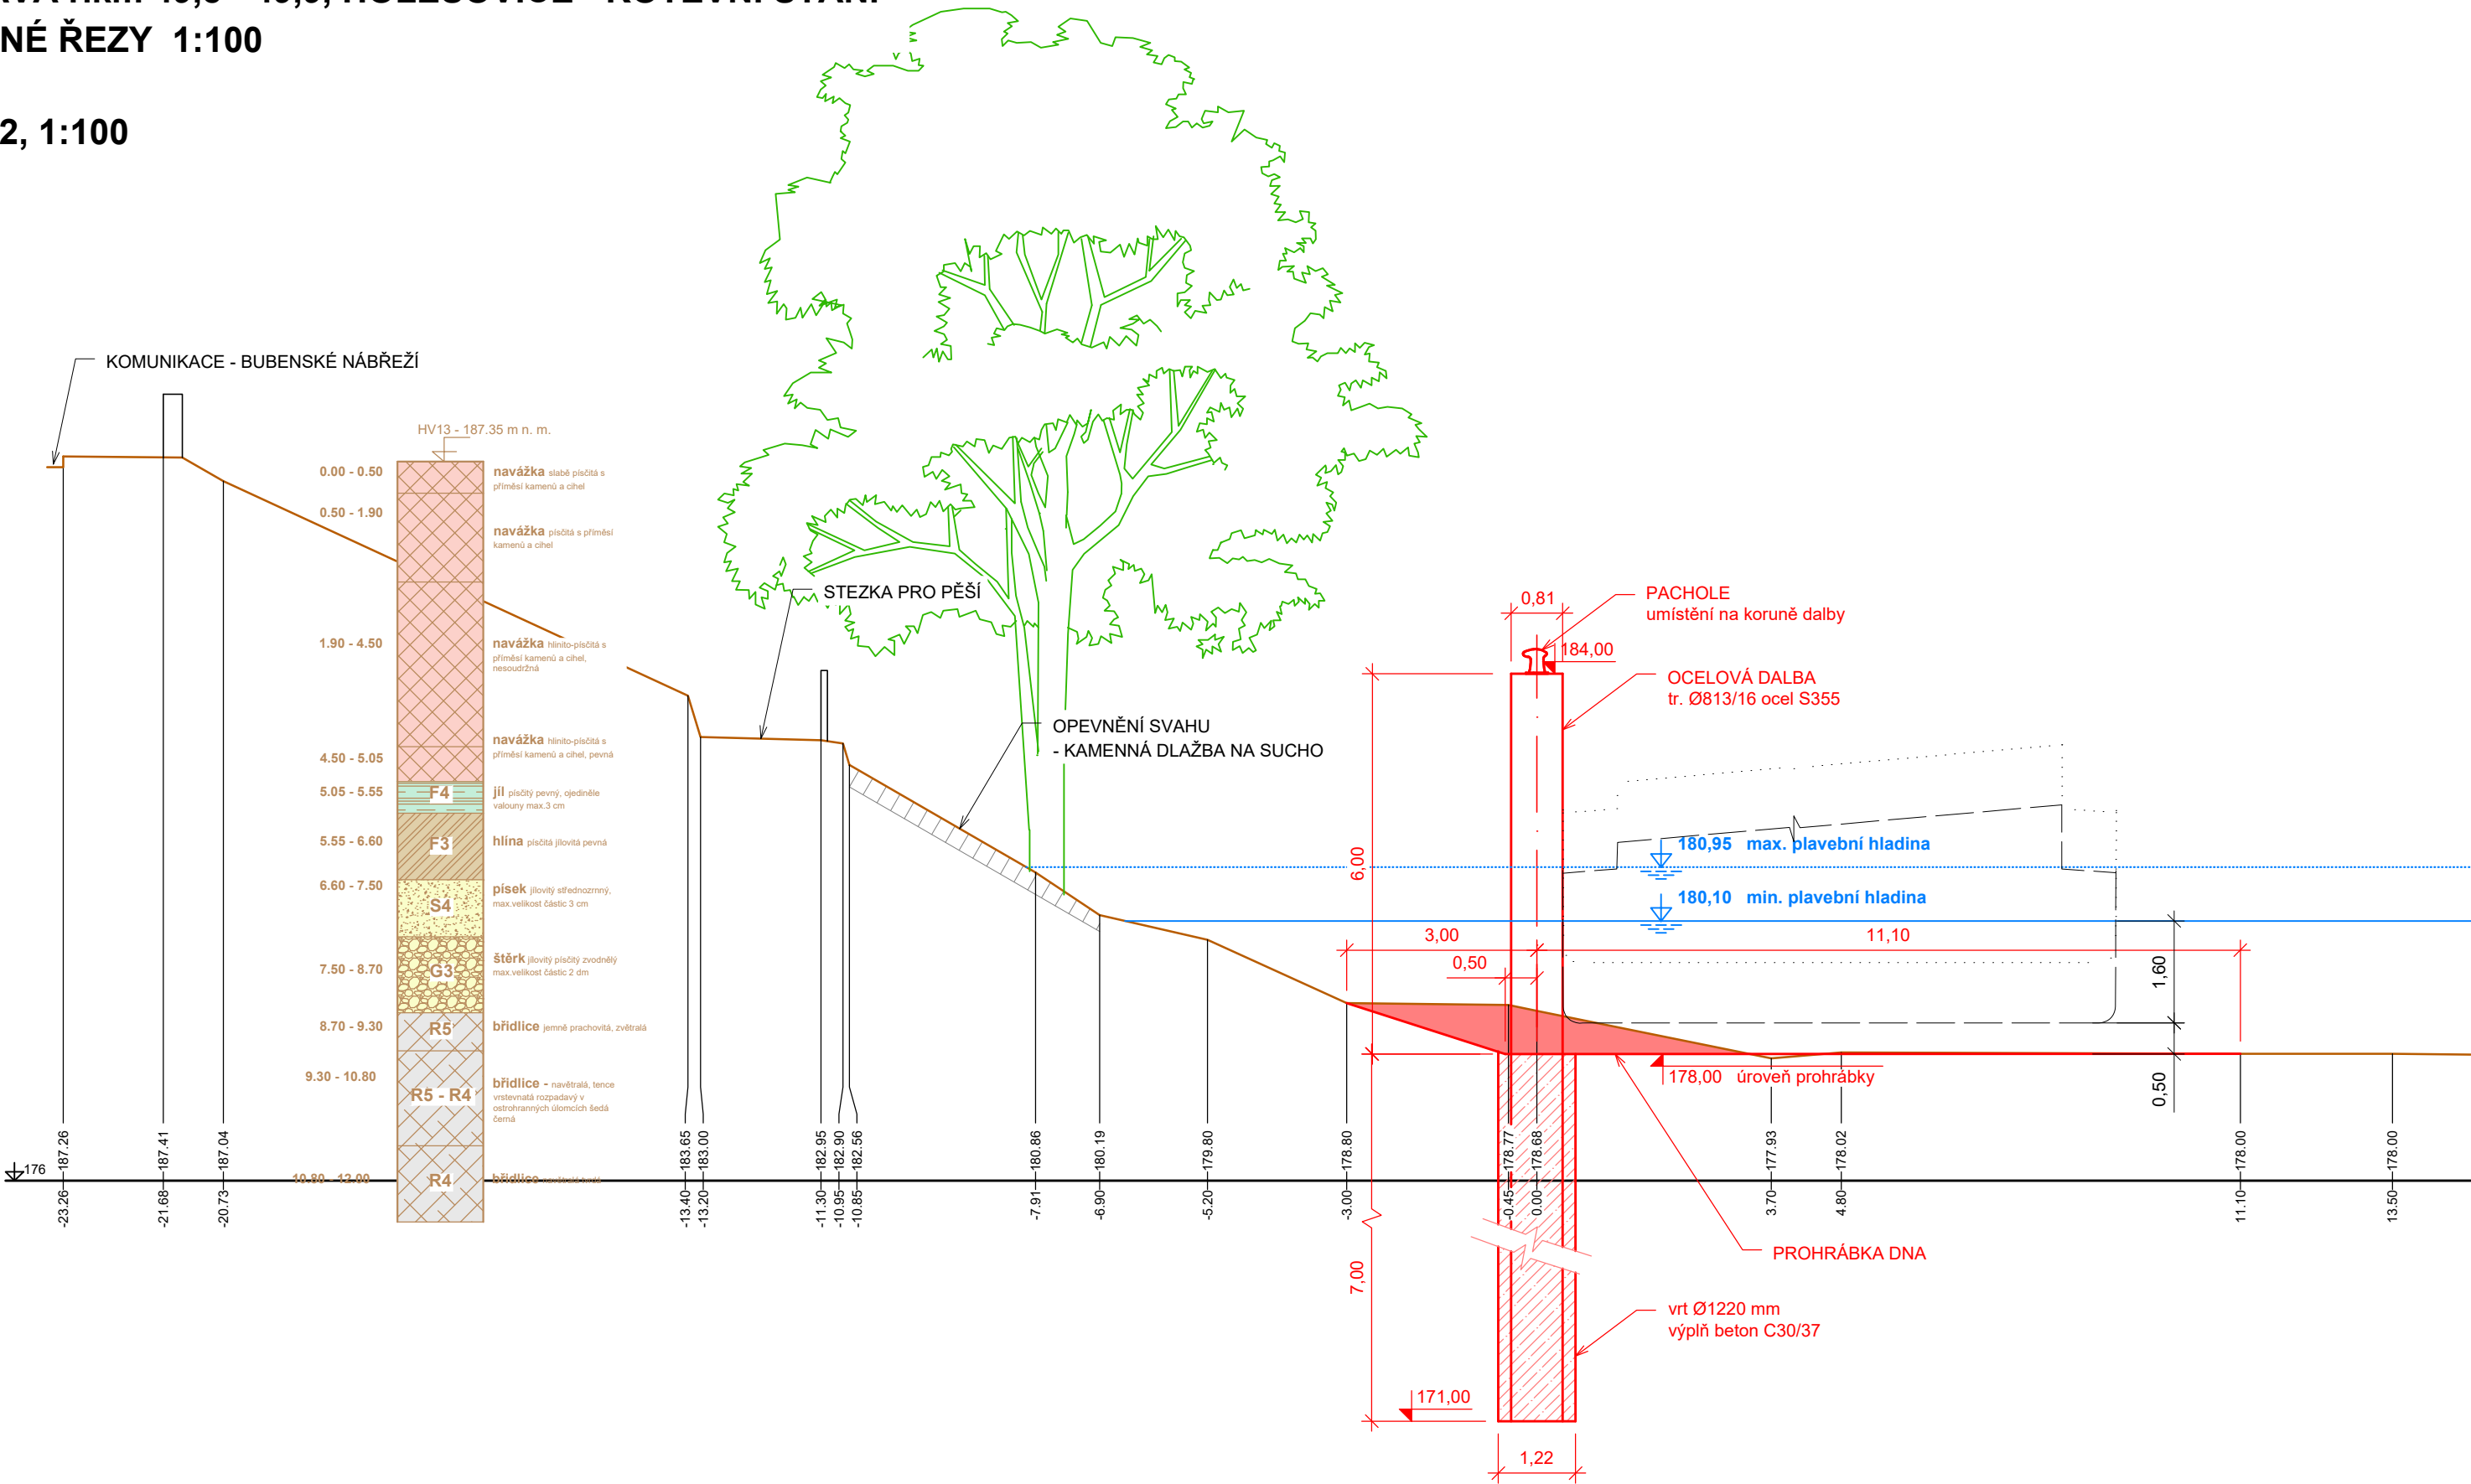 NÉ ŘEZY 1:100
2, 1:100
KOMUNIKACE - BUBENSKÉ NÁBŘEŽÍ
HV13 - 187.35 m n. m.
0.00 - 0.50
navážka slabě písčitá s
příměsí kamenů a cihel
0.50 - 1.90
navážka písčitá s příměsí
kamenů a cihel
1.90 - 4.50
navážka hlinito-písčitá s
příměsí kamenů a cihel,
nesoudržná
navážka hlinito-písčitá s
příměsí kamenů a cihel, pevná
4.50 - 5.05
5.05 - 5.55
F4
jíl písčitý pevný, ojediněle
valouny max.3 cm
5.55 - 6.60
F3
hlína písčitá jílovitá pevná
6.60 - 7.50
S4
písek jílovitý střednozrnný,
max.velikost částic 3 cm
7.50 - 8.70
G3
štěrk jílovitý písčitý zvodnělý
max.velikost částic 2 dm
8.70 - 9.30
R5
břidlice jemně prachovitá, zvětralá
9.30 - 10.80
R5 - R4
břidlice - navětralá, tence
vrstevnatá rozpadavý v
ostrohranných úlomcích šedá
černá
10.80 - 12.00
R4
břidlice
STEZKA PRO PĚŠÍ
OPEVNĚNÍ SVAHU
- KAMENNÁ DLAŽBA NA SUCHO
0,81
PACHOLE
umístění na koruně dalby
184,00
OCELOVÁ DALBA
tr. Ø813/16 ocel S355
6,00
180,95 max. plavební hladina
180,10 min. plavební hladina
3,00
11,10
0,50
1,60
178,00 úroveň prohrábky
0,50
PROHRÁBKA DNA
7,00
vrt Ø1220 mm
výplň beton C30/37
171,00
1,22
176
187.26
187.41
187.04
183.65
183.00
182.95
182.90
182.56
180.86
180.19
179.80
178.80
178.77
178.68
177.93
178.02
178.00
178.00
-23.26
-21.68
-20.73
-13.40
-13.20
-11.30
-10.95
-10.85
-7.91
-6.90
-5.20
-3.00
-0.45
0.00
3.70
4.80
11.10
13.50